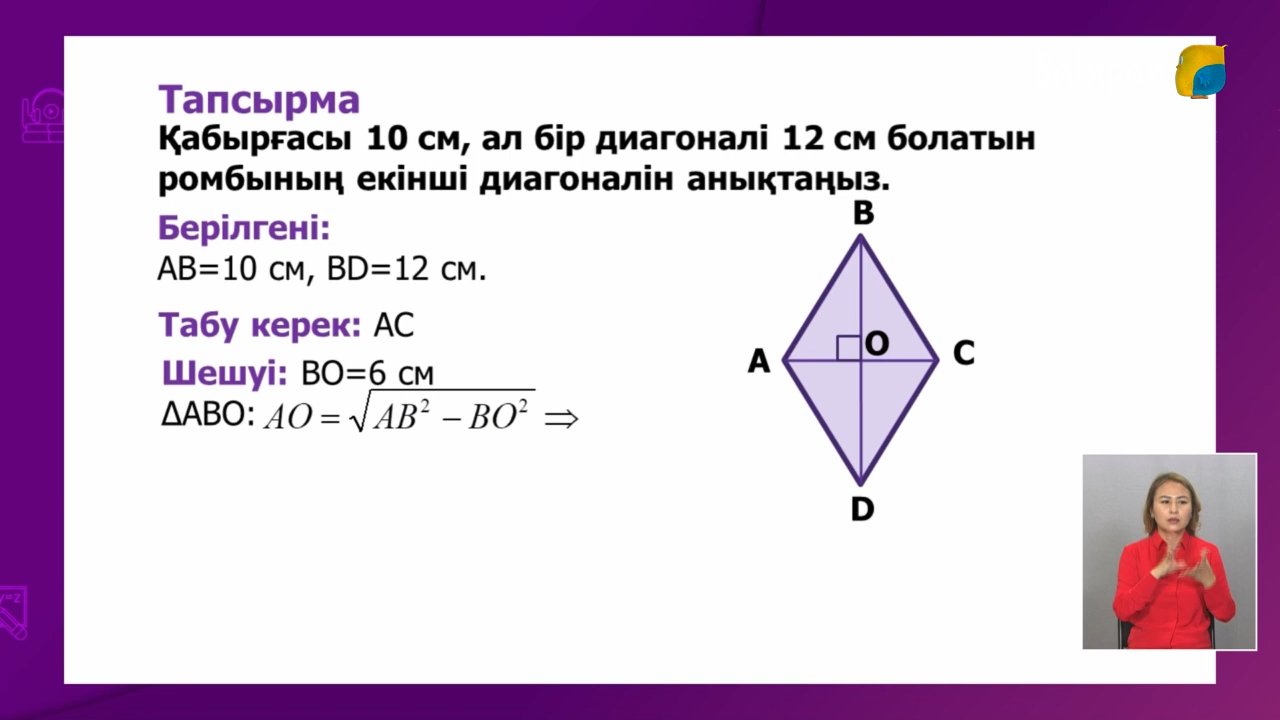 Тапсырма
Қабырғасы 10 см, ал бір диагоналі 12 см болатын
ромбының екінші диагоналін анықтаңыз.
Берілгені:
AB=10 см, BD=12 см.
Табу керек: AC
Шешуі: BO=6 см
ΔABO: AO = √AB² − BO² ⇒
B
A
O
C
D
y=z